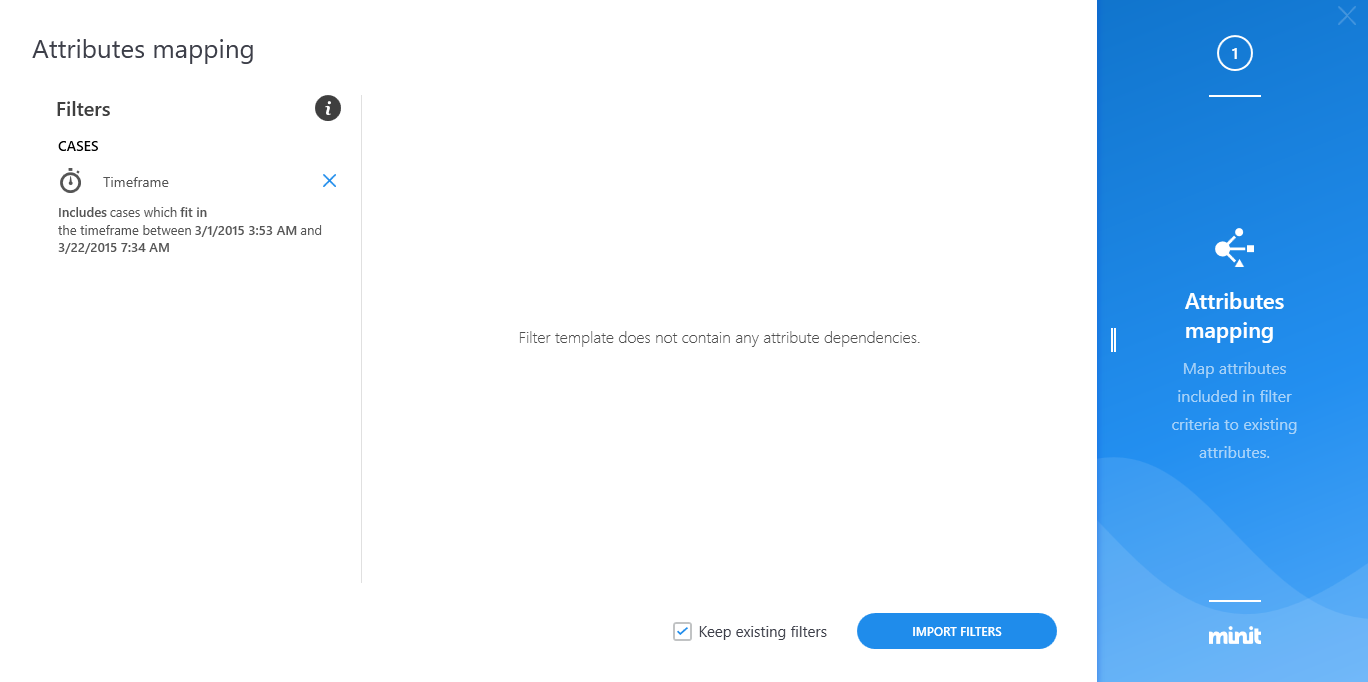 Attributes mapping
Filters
i
CASES
Timeframe
Includes cases which fit in
the timeframe between 3/1/2015 3:53 AM and
3/22/2015 7:34 AM
Filter template does not contain any attribute dependencies.
Keep existing filters
IMPORT FILTERS
1
Attributes
mapping
Map attributes
included in filter
criteria to existing
attributes.
minit